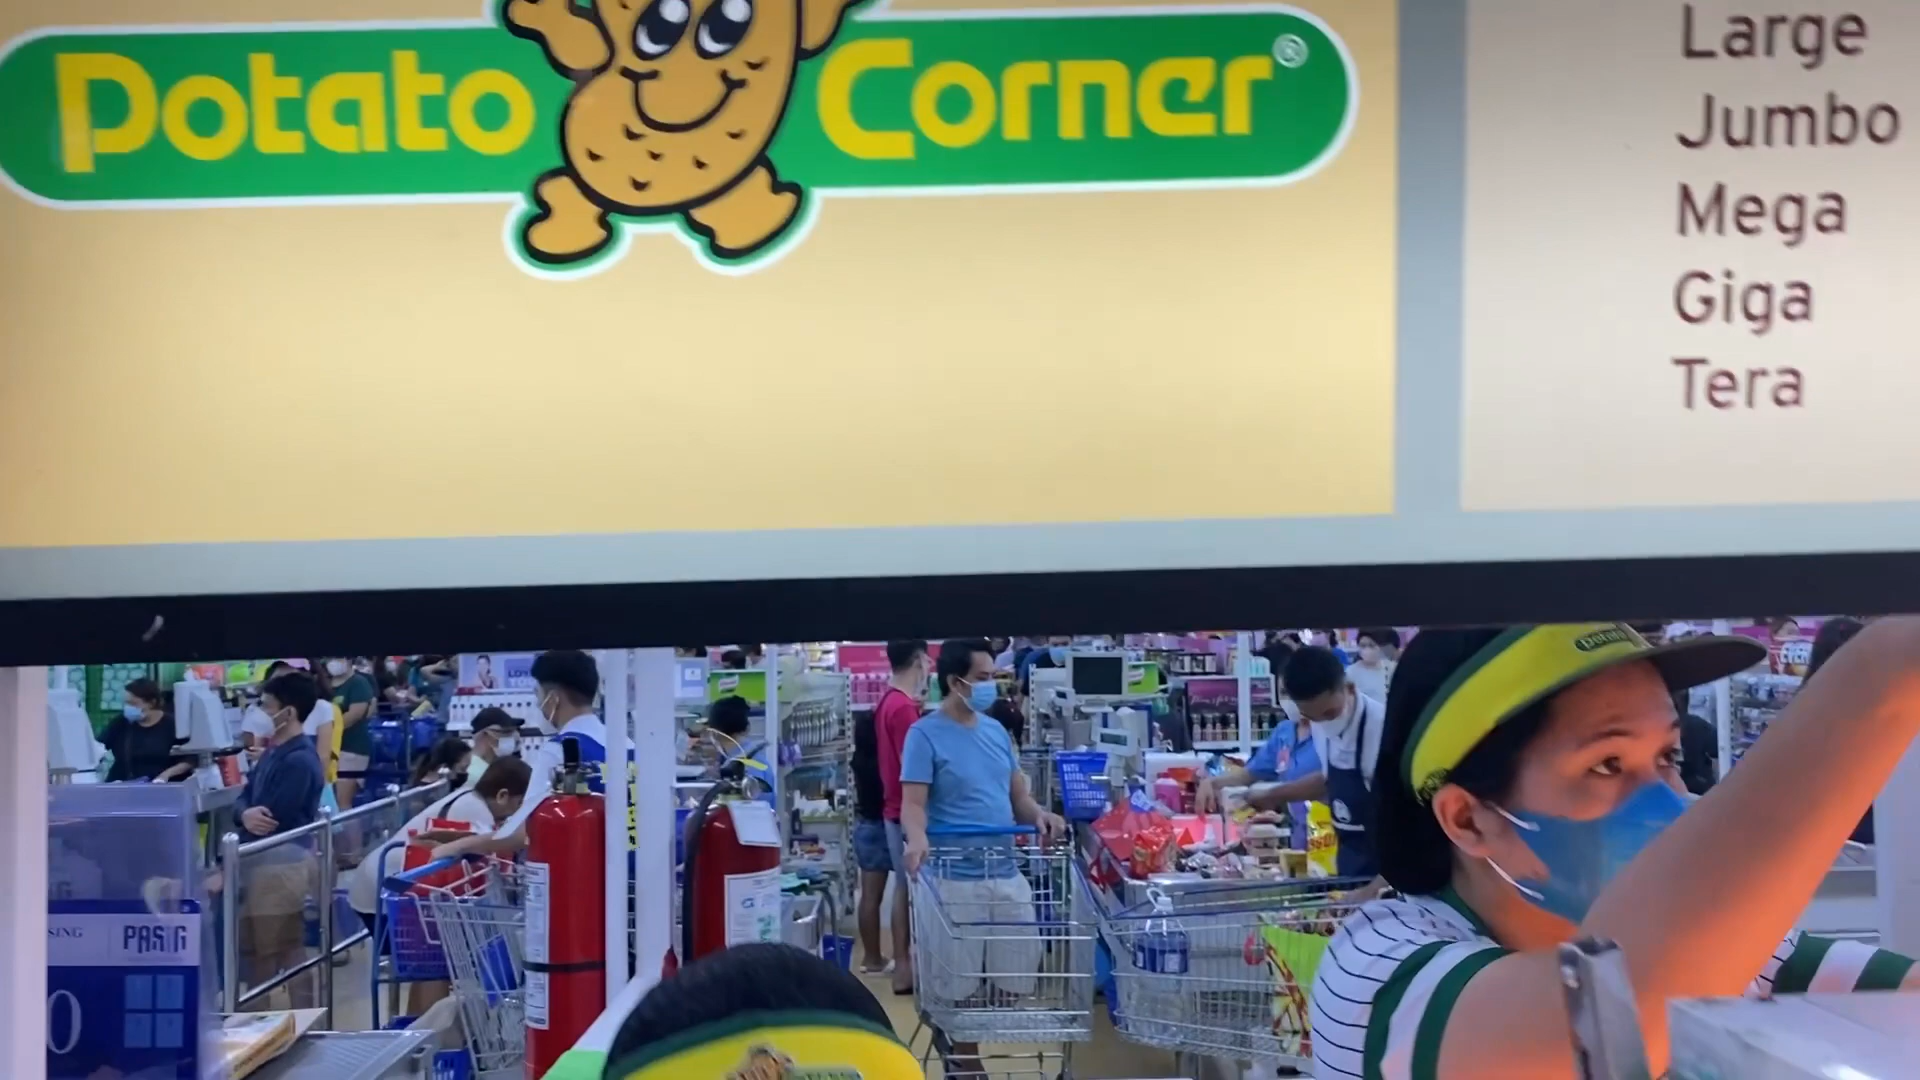 Potato Corner®
Large
Jumbo
Mega
Giga
Tera
PASIG